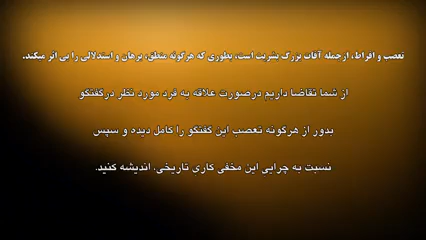 تعصب و افراط، ازجمله آفات بزرگ بشریت است، بطوری که هرگونه منطق، برهان و استدلالی را بی اثر میکند.
از شما تقاضا داریم درصورت علاقه به فرد مورد نظر درگفتگو
بدور از هرگونه تعصب این گفتگو را کامل دیده و سپس
نسبت به چرایی این مخفی کاری تاریخی، اندیشه کنید.